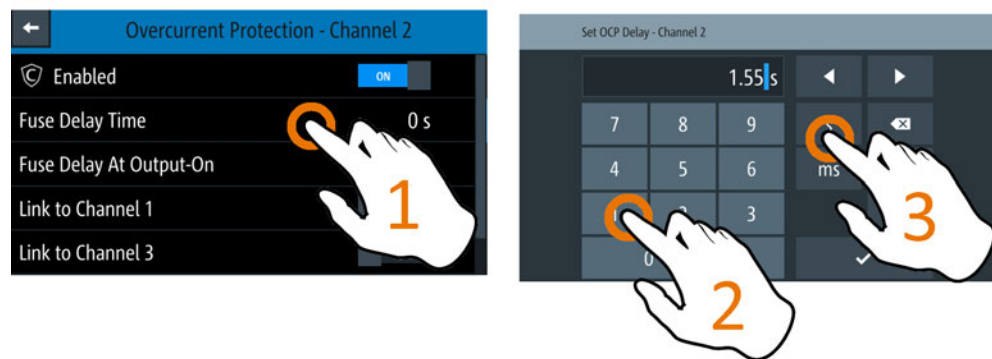 Overcurrent Protection - Channel 2
C Enabled
ON
Fuse Delay Time
0 s
Fuse Delay At Output-On
Link to Channel 1
Link to Channel 3
1
Set OCP Delay - Channel 2
1.55 s
7 8 9
4 5 6
ms
3
0
2
3